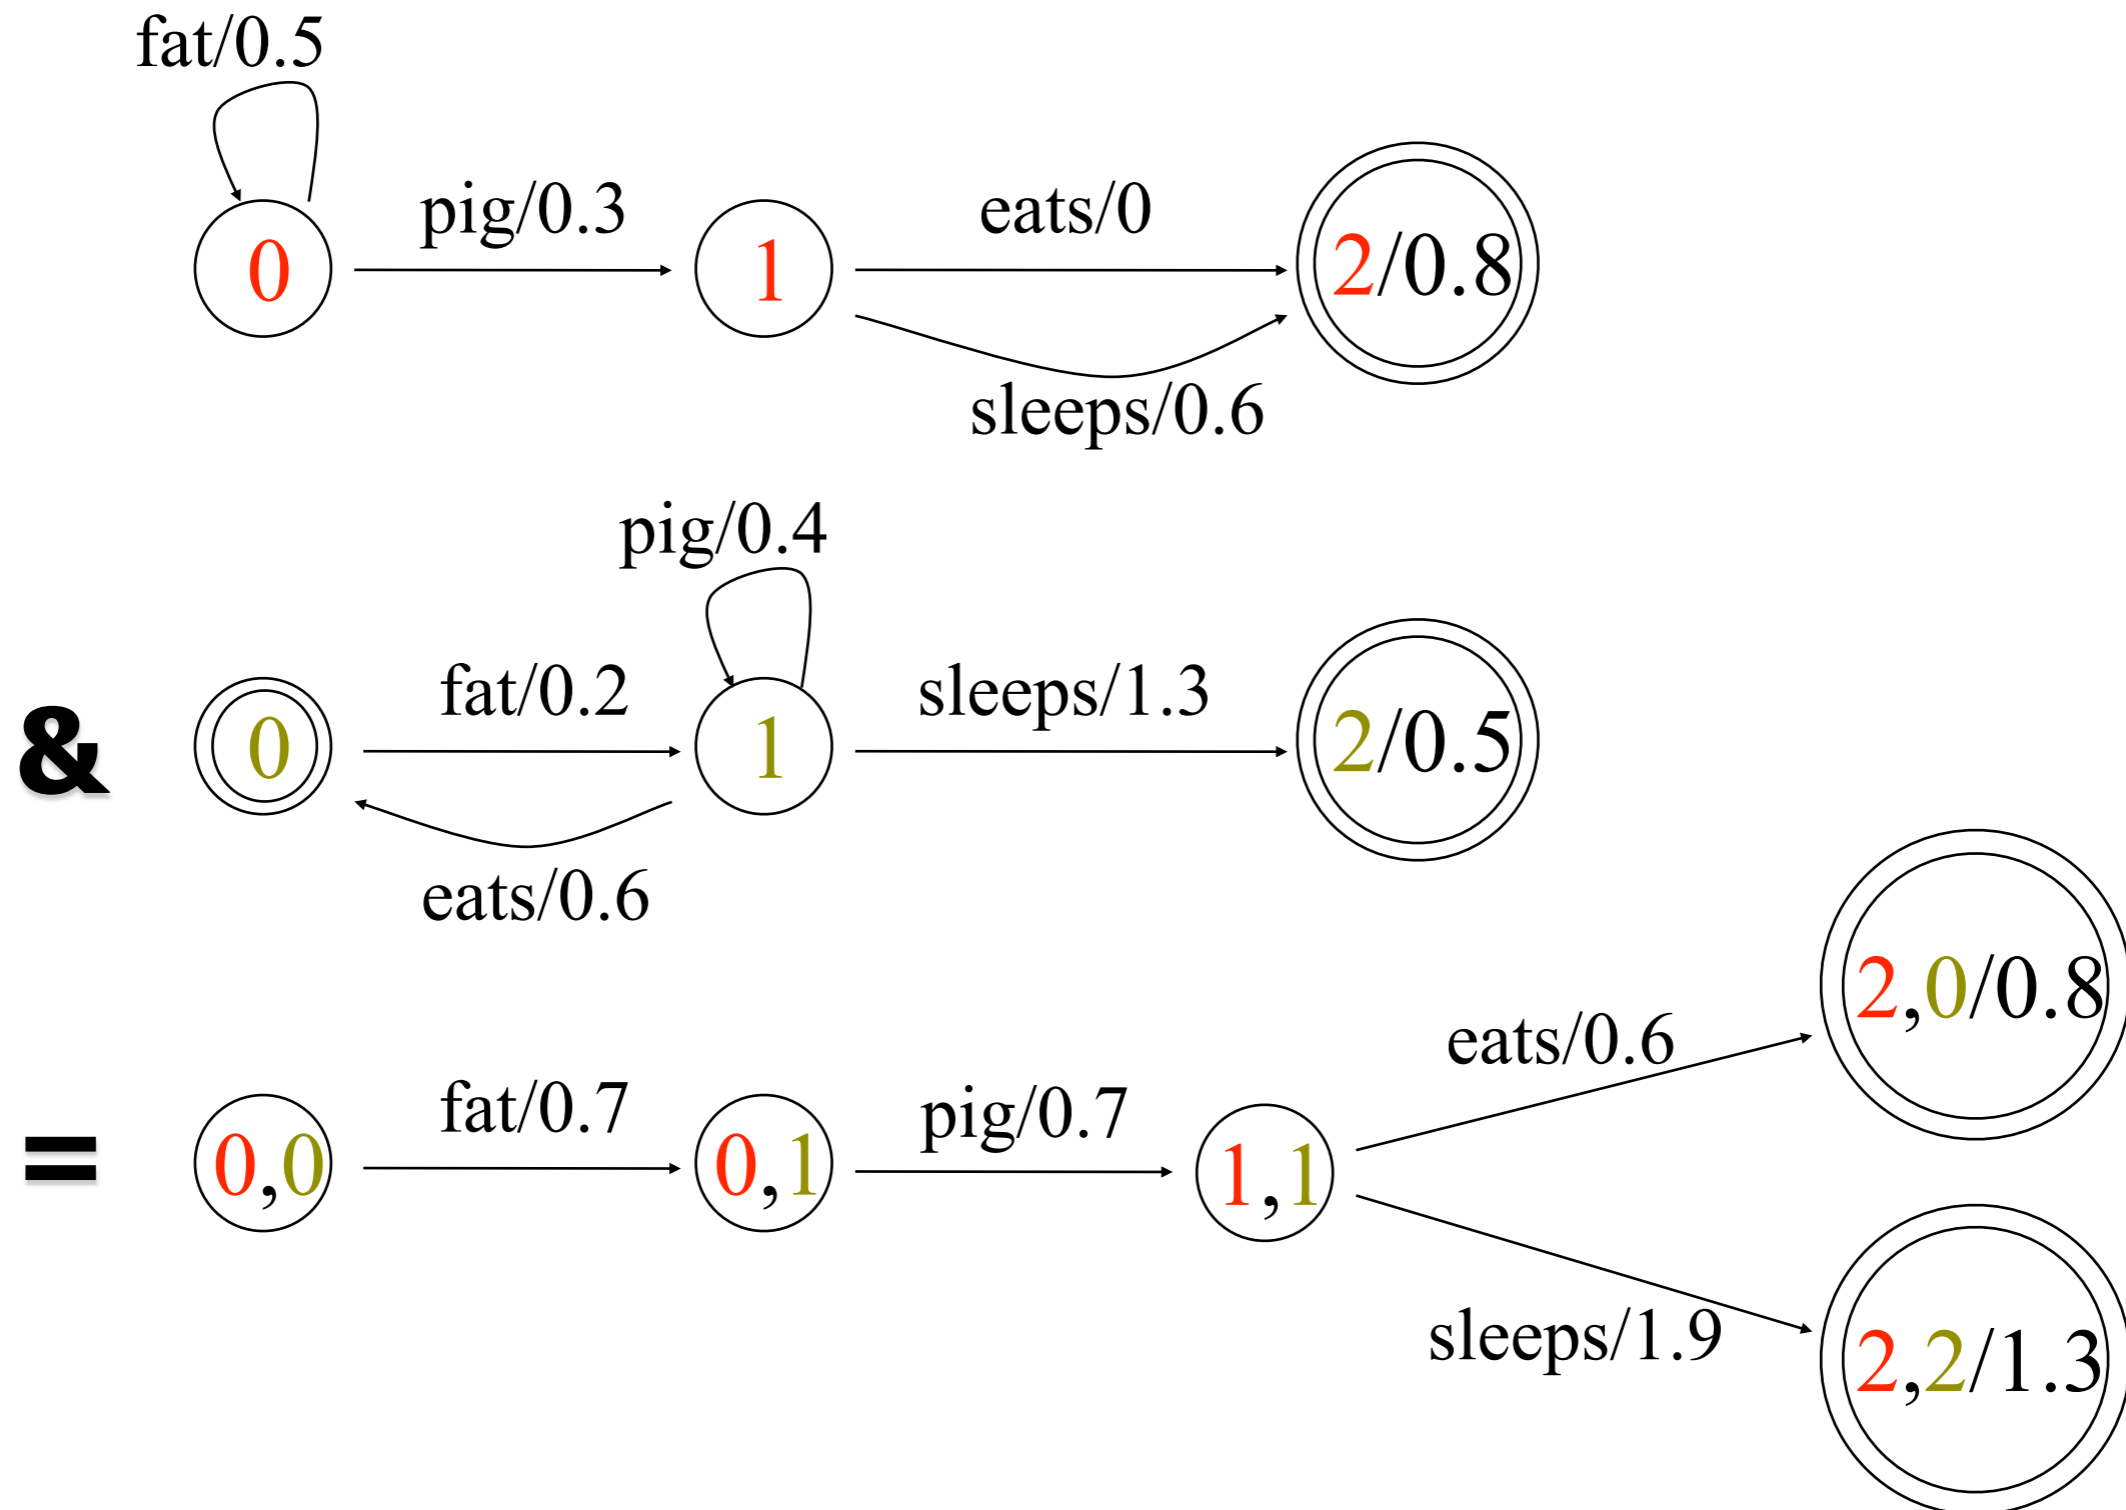 fat/0.5
0 pig/0.3 1 eats/0 2/0.8
sleeps/0.6
pig/0.4
& 0 fat/0.2 1 sleeps/1.3 2/0.5
eats/0.6
= 0,0 fat/0.7 0,1 pig/0.7 1,1 eats/0.6 2,0/0.8
sleeps/1.9 2,2/1.3